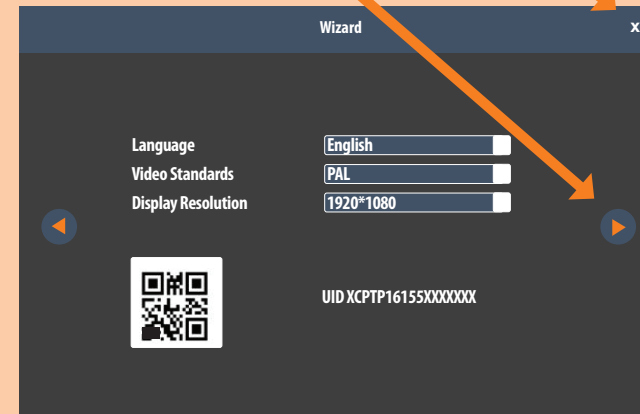 Wizard
x
Language English
Video Standards PAL
Display Resolution 1920*1080
UID XCPTP16155XXXXXXX